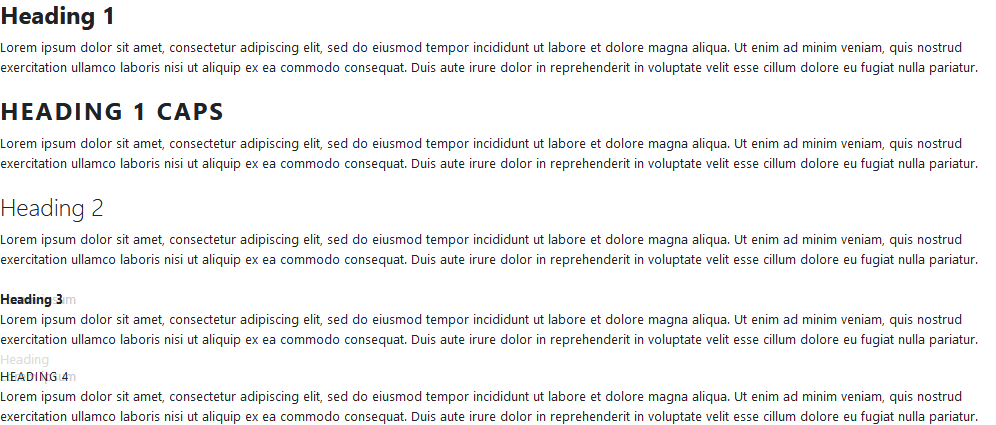 Heading 1
Lorem ipsum dolor sit amet, consectetur adipiscing elit, sed do eiusmod tempor incididunt ut labore et dolore magna aliqua. Ut enim ad minim veniam, quis nostrud
exercitation ullamco laboris nisi ut aliquip ex ea commodo consequat. Duis aute irure dolor in reprehenderit in voluptate velit esse cillum dolore eu fugiat nulla pariatur.
HEADING 1 CAPS
Lorem ipsum dolor sit amet, consectetur adipiscing elit, sed do eiusmod tempor incididunt ut labore et dolore magna aliqua. Ut enim ad minim veniam, quis nostrud
exercitation ullamco laboris nisi ut aliquip ex ea commodo consequat. Duis aute irure dolor in reprehenderit in voluptate velit esse cillum dolore eu fugiat nulla pariatur.
Heading 2
Lorem ipsum dolor sit amet, consectetur adipiscing elit, sed do eiusmod tempor incididunt ut labore et dolore magna aliqua. Ut enim ad minim veniam, quis nostrud
exercitation ullamco laboris nisi ut aliquip ex ea commodo consequat. Duis aute irure dolor in reprehenderit in voluptate velit esse cillum dolore eu fugiat nulla pariatur.
Heading 3
Lorem ipsum dolor sit amet, consectetur adipiscing elit, sed do eiusmod tempor incididunt ut labore et dolore magna aliqua. Ut enim ad minim veniam, quis nostrud
exercitation ullamco laboris nisi ut aliquip ex ea commodo consequat. Duis aute irure dolor in reprehenderit in voluptate velit esse cillum dolore eu fugiat nulla pariatur.
Heading
HEADING 4
Lorem ipsum dolor sit amet, consectetur adipiscing elit, sed do eiusmod tempor incididunt ut labore et dolore magna aliqua. Ut enim ad minim veniam, quis nostrud
exercitation ullamco laboris nisi ut aliquip ex ea commodo consequat. Duis aute irure dolor in reprehenderit in voluptate velit esse cillum dolore eu fugiat nulla pariatur.